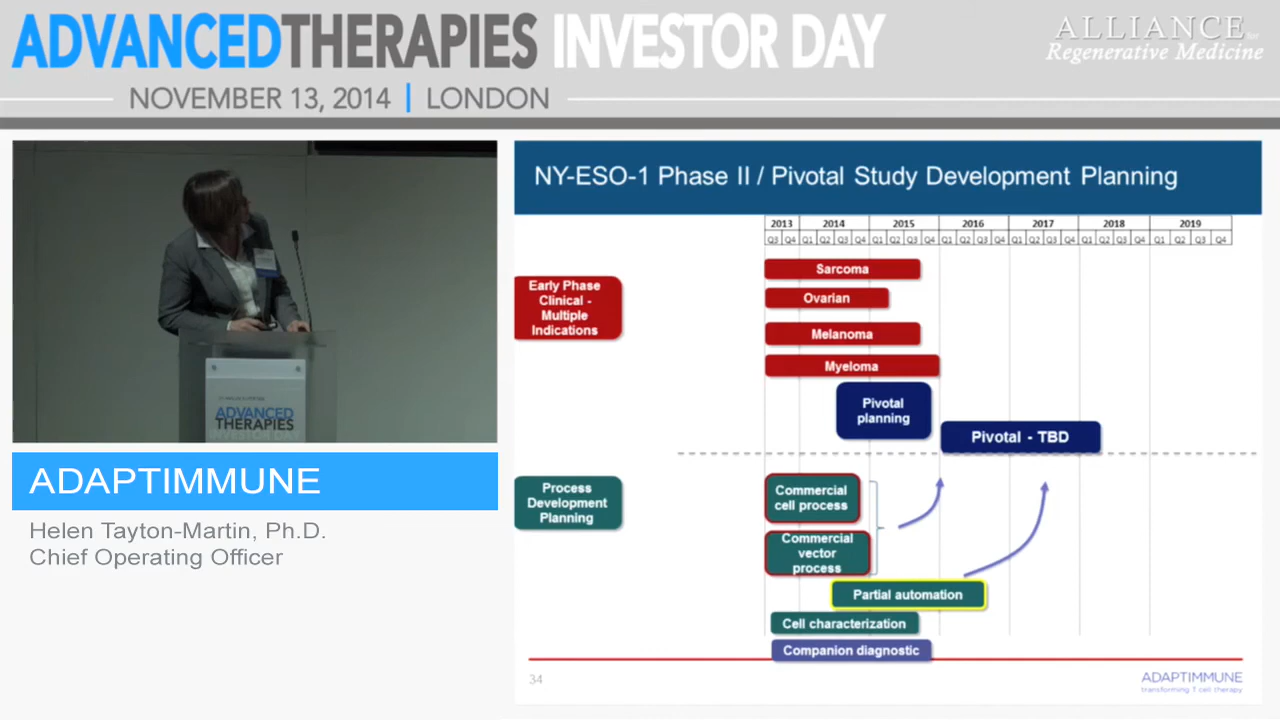 ADVANCEDTHERAPIES INVESTOR DAY
NOVEMBER 13, 2014 | LONDON
ALLIANCE for
Regenerative Medicine
ADVANCED
THERAPIES
INVESTOR DAY
ADAPTIMMUNE
Helen Tayton-Martin, Ph.D.
Chief Operating Officer
NY-ESO-1 Phase II / Pivotal Study Development Planning
2013 2014 2015 2016 2017 2018 2019
Q3 Q4 Q1 Q2 Q3 Q4 Q1 Q2 Q3 Q4 Q1 Q2 Q3 Q4 Q1 Q2 Q3 Q4 Q1 Q2 Q3 Q4 Q1 Q2 Q3 Q4
Early Phase
Clinical -
Multiple
Indications
Sarcoma
Ovarian
Melanoma
Myeloma
Pivotal
planning
Pivotal - TBD
Process
Development
Planning
Commercial
cell process
Commercial
vector
process
Partial automation
Cell characterization
Companion diagnostic
34
ADAPTIMMUNE
transforming T cell therapy